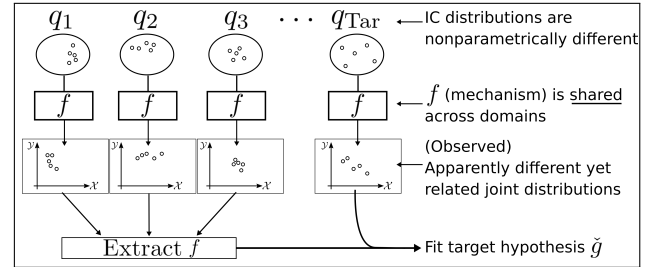 q₁ q₂ q₃ · · · q_Tar
IC distributions are
nonparametrically different
f f f f
f (mechanism) is shared
across domains
(Observed)
Apparently different yet
related joint distributions
𝒴 𝒴 𝒴 𝒴
𝒳 𝒳 𝒳 𝒳
Extract f
Fit target hypothesis ǧ